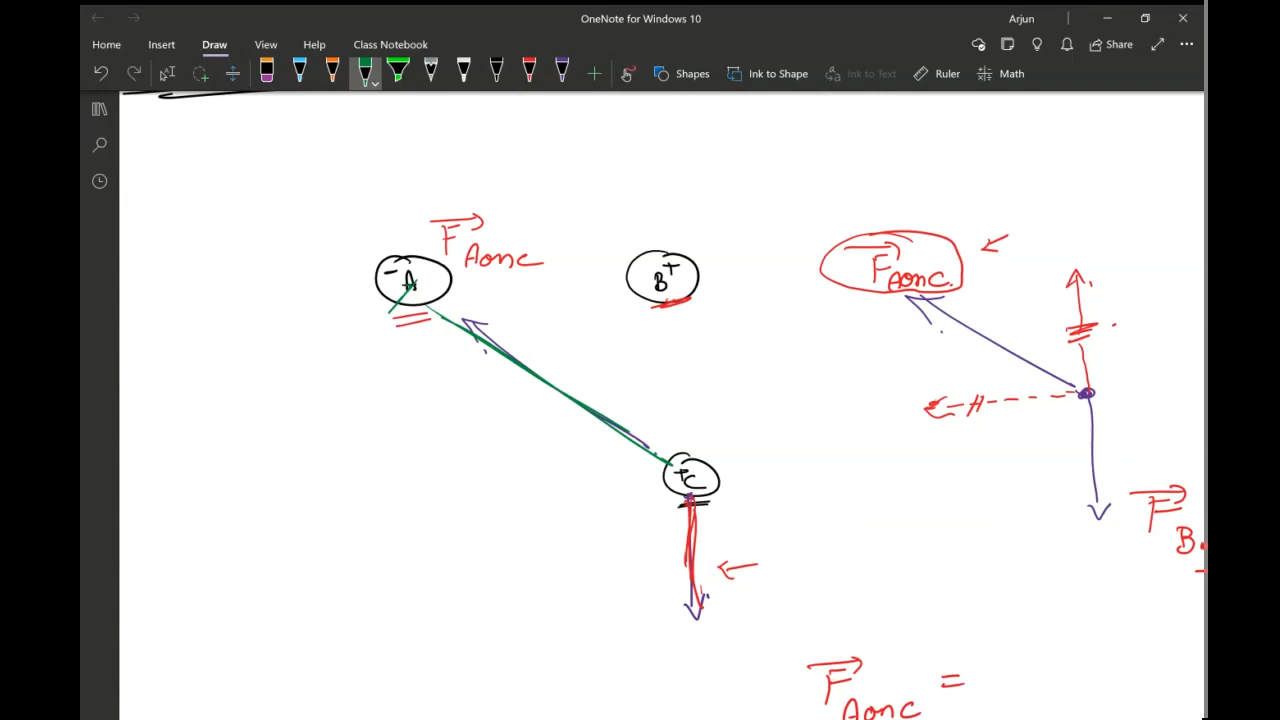 OneNote for Windows 10
Arjun
Home Insert Draw View Help Class Notebook
Share
Shapes Ink to Shape Ink to Text Ruler Math
F Aonc
- A
B +
F Aonc.
+ C
F B
F Aonc =